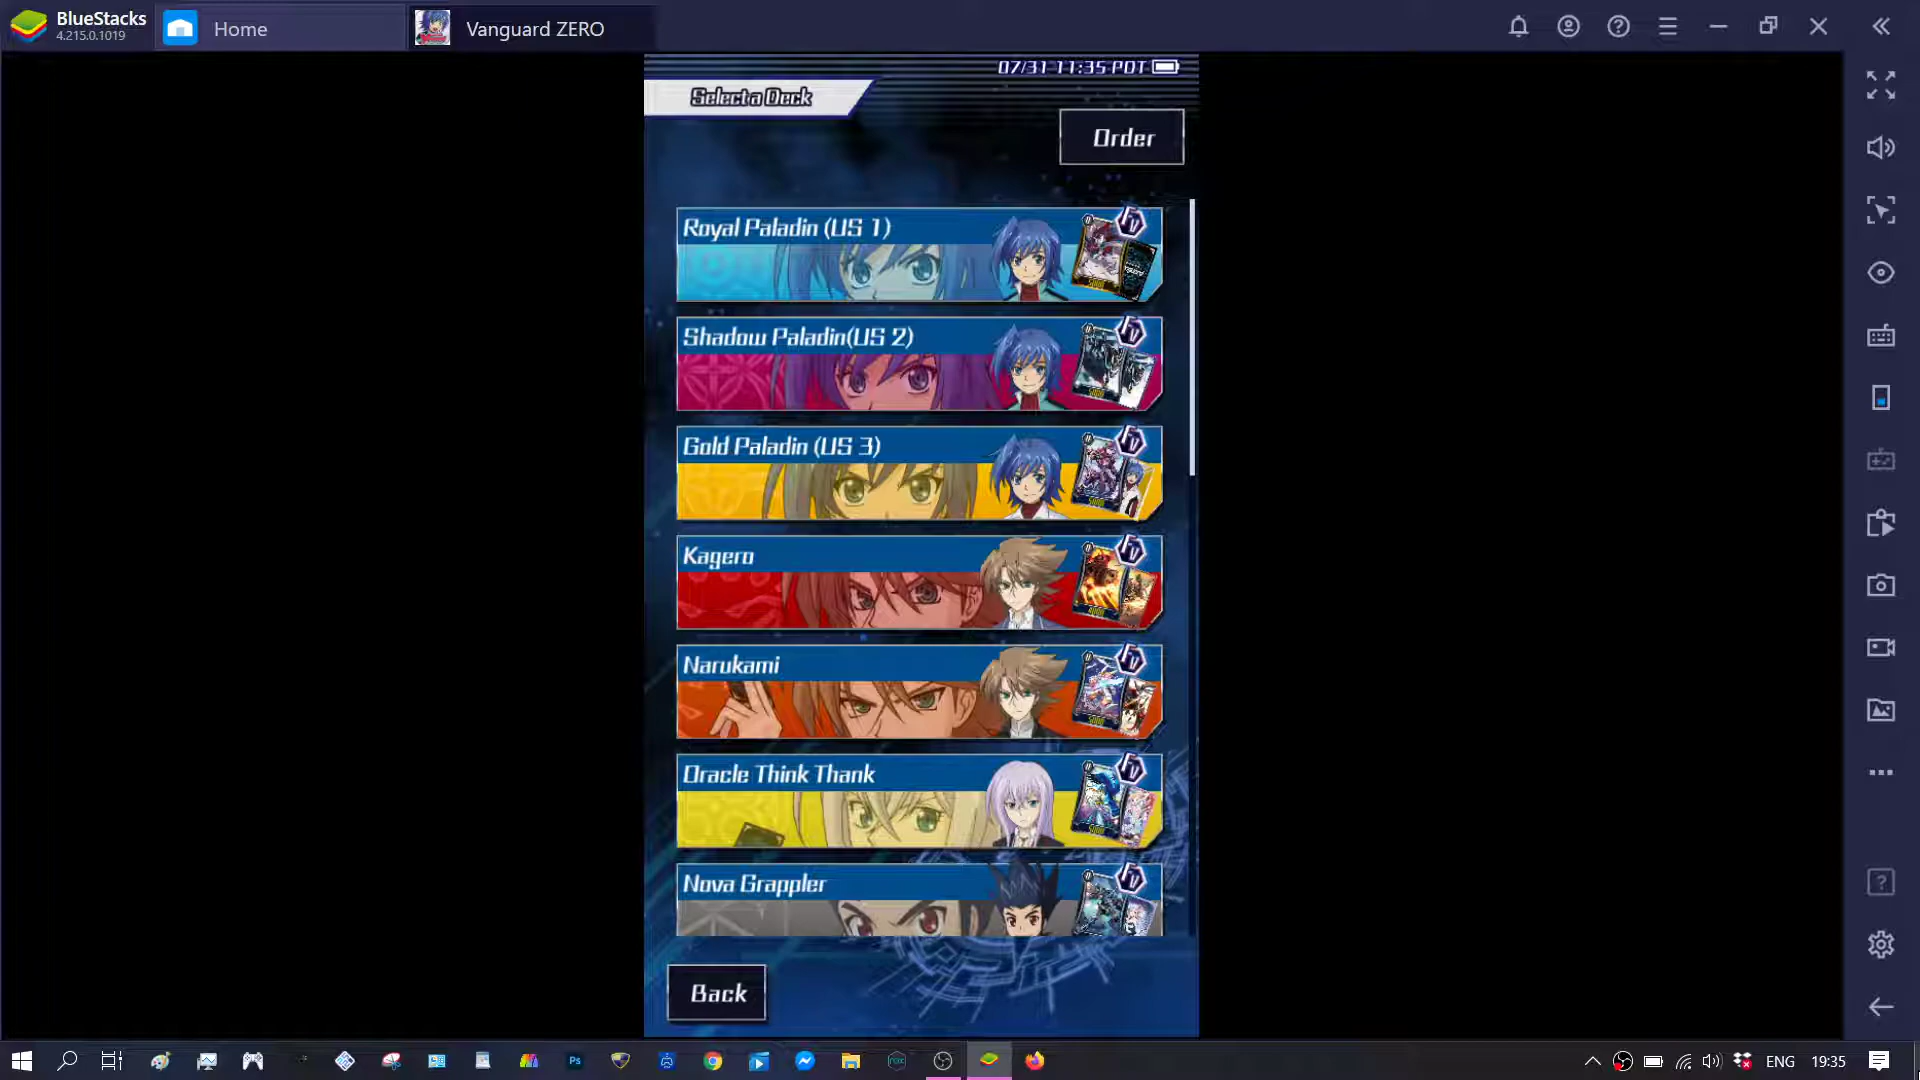 BlueStacks
4.215.0.1019
Home
Vanguard ZERO
07/31 11:35 PDT
Select a Deck
Order
Royal Paladin (US 1)
Shadow Paladin(US 2)
Gold Paladin (US 3)
Kagero
Narukami
Oracle Think Thank
Nova Grappler
Back
Ps
ENG
19:35